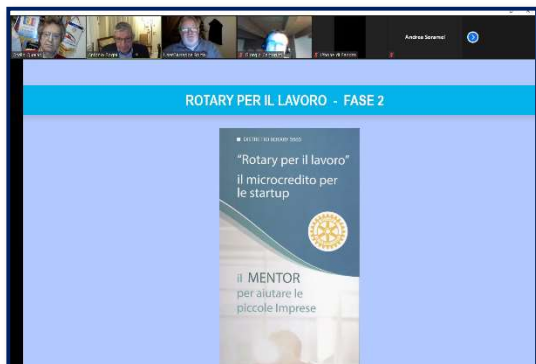 Andrea Saramei
ROTARY PER IL LAVORO - FASE 2
"Rotary per il lavoro"
il microcredito per
le startup
il MENTOR
per aiutare le
piccole Imprese